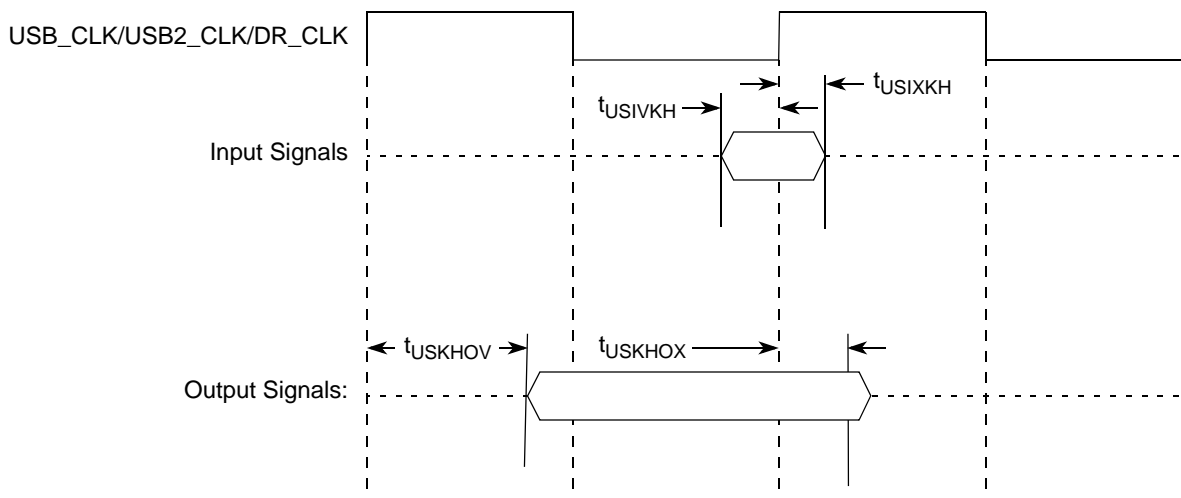 USB_CLK/USB2_CLK/DR_CLK
tUSIXKH
tUSIVKH
Input Signals
tUSKHOV
tUSKHOX
Output Signals: